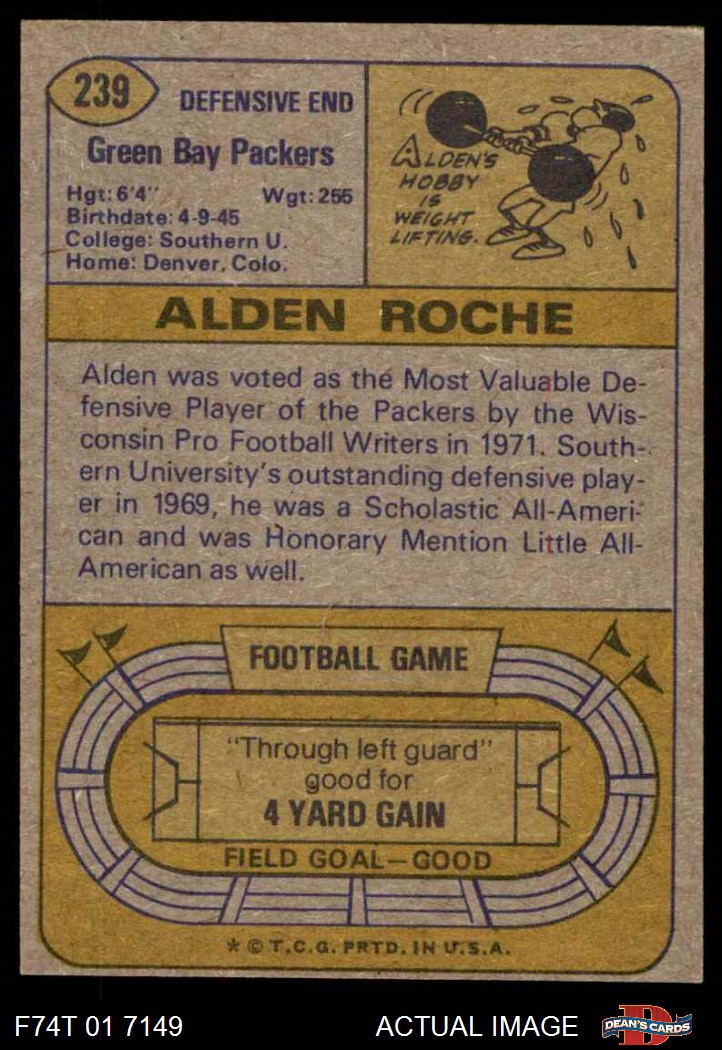 239
DEFENSIVE END
Green Bay Packers
Hgt: 6'4" Wgt: 255
Birthdate: 4-9-45
College: Southern U.
Home: Denver, Colo.
ALDEN'S
HOBBY
IS
WEIGHT
LIFTING.
ALDEN ROCHE
Alden was voted as the Most Valuable De-
fensive Player of the Packers by the Wis-
consin Pro Football Writers in 1971. South-
ern University's outstanding defensive play-
er in 1969, he was a Scholastic All-Ameri-
can and was Honorary Mention Little All-
American as well.
FOOTBALL GAME
"Through left guard"
good for
4 YARD GAIN
FIELD GOAL—GOOD
* © T.C.G. PRTD. IN U.S.A.
F74T 01 7149 ACTUAL IMAGE
D
DEAN'S CARDS